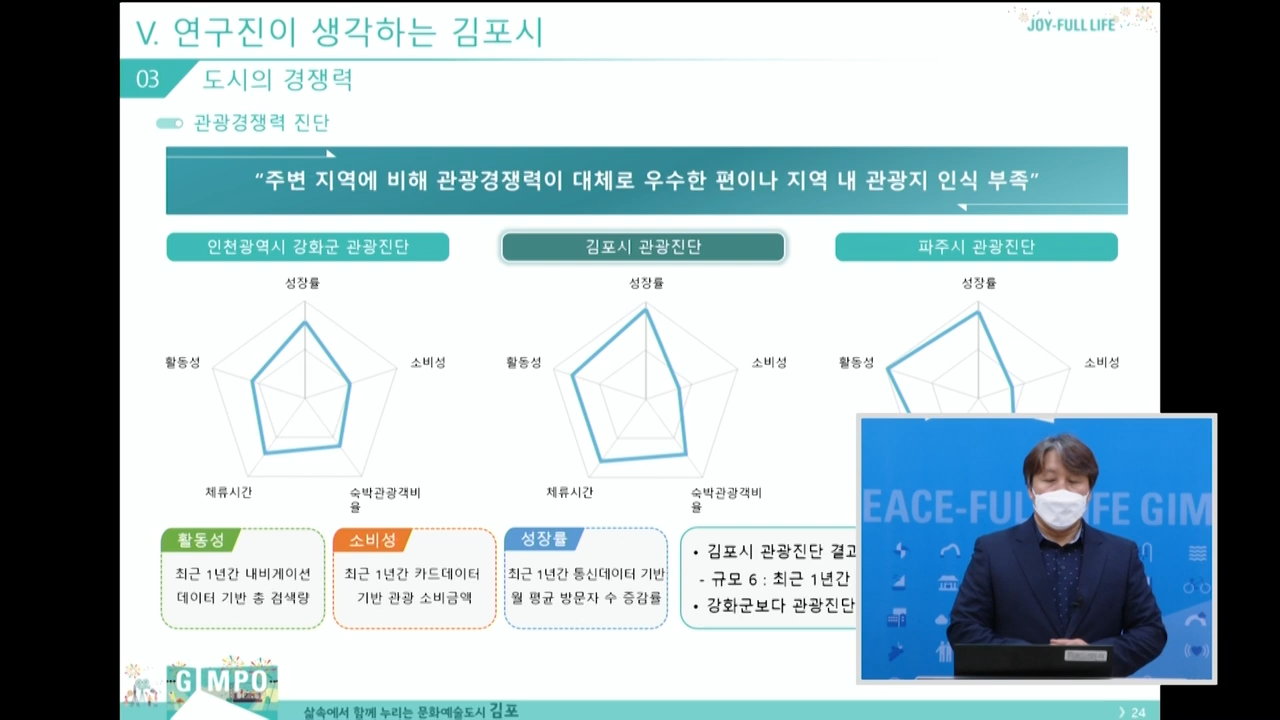 V. 연구진이 생각하는 김포시
JOY-FULL LIFE
03 도시의 경쟁력
관광경쟁력 진단
“주변 지역에 비해 관광경쟁력이 대체로 우수한 편이나 지역 내 관광지 인식 부족”
인천광역시 강화군 관광진단
김포시 관광진단
파주시 관광진단
성장률
성장률
성장률
활동성
소비성
활동성
소비성
활동성
소비성
체류시간
숙박관광객비
율
체류시간
숙박관광객비
율
활동성
최근 1년간 내비게이션
데이터 기반 총 검색량
소비성
최근 1년간 카드데이터
기반 관광 소비금액
성장률
최근 1년간 통신데이터 기반
월 평균 방문자 수 증감률
• 김포시 관광진단 결과
- 규모 6 : 최근 1년간
• 강화군보다 관광진단
EACE-FUL IFE GIM
GIMPO
삶속에서 함께 누리는 문화예술도시 김포
》24